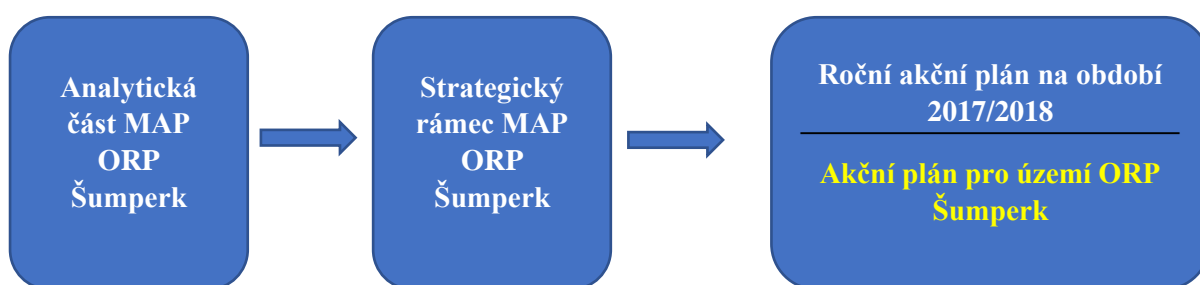 Analytická
část MAP
ORP
Šumperk
Strategický
rámec MAP
ORP
Šumperk
Roční akční plán na období
2017/2018
Akční plán pro území ORP
Šumperk